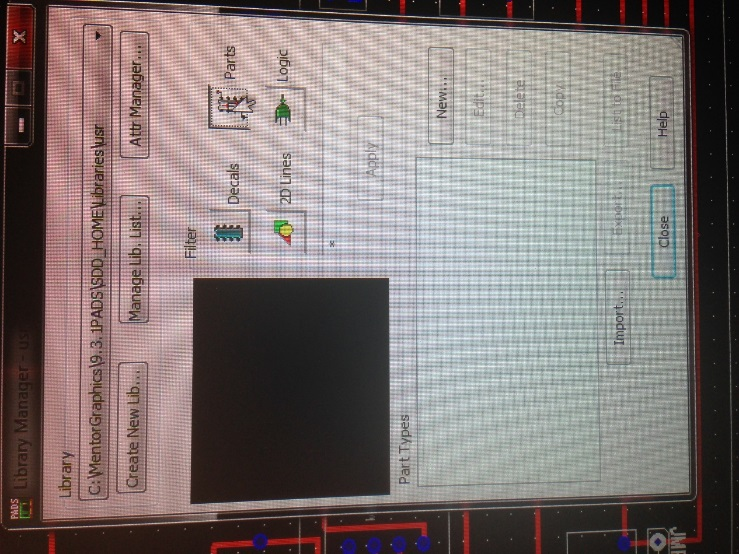 PADS
Library Manager - usr
Library
C:\MentorGraphics\9.3.1PADS\SDD_HOME\Libraries\usr
Create New Lib...
Manage Lib. List...
Attr Manager...
Filter
Decals
Parts
2D Lines
Logic
*
Apply
Part Types
New...
Edit...
Delete
Copy
Import...
Export...
List to File
Close
Help